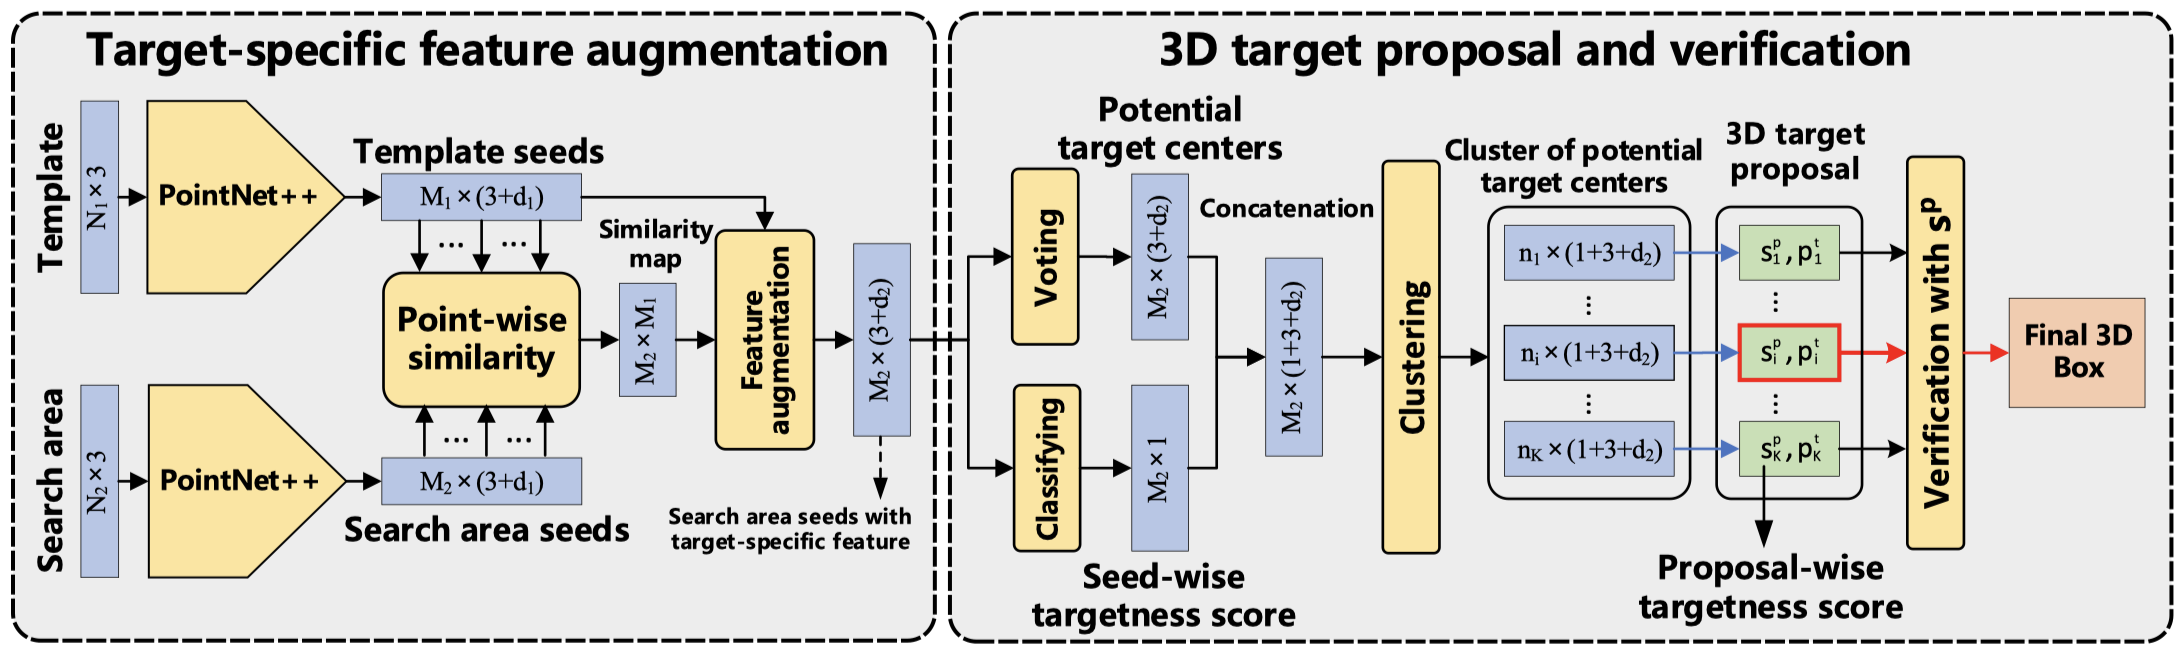 Target-specific feature augmentation
Template
N₁ × 3
PointNet++
Template seeds
M₁ × (3+d₁)
... ...
Similarity
map
Point-wise
similarity
M₂ × M₁
Feature
augmentation
M₂ × (3+d₂)
Search area
N₂ × 3
PointNet++
... ...
M₂ × (3+d₁)
Search area seeds
Search area seeds with
target-specific feature
3D target proposal and verification
Potential
target centers
Voting
M₂ × (3+d₂)
Concatenation
Classifying
M₂ × 1
Seed-wise
targetness score
M₂ × (1+3+d₂)
Clustering
Cluster of potential
target centers
n₁ × (1+3+d₂)
⋮
nᵢ × (1+3+d₂)
⋮
n_K × (1+3+d₂)
3D target
proposal
s₁ᵖ, p₁ᵗ
⋮
sᵢᵖ, pᵢᵗ
⋮
s_Kᵖ, p_Kᵗ
Proposal-wise
targetness score
Verification with sᵖ
Final 3D
Box